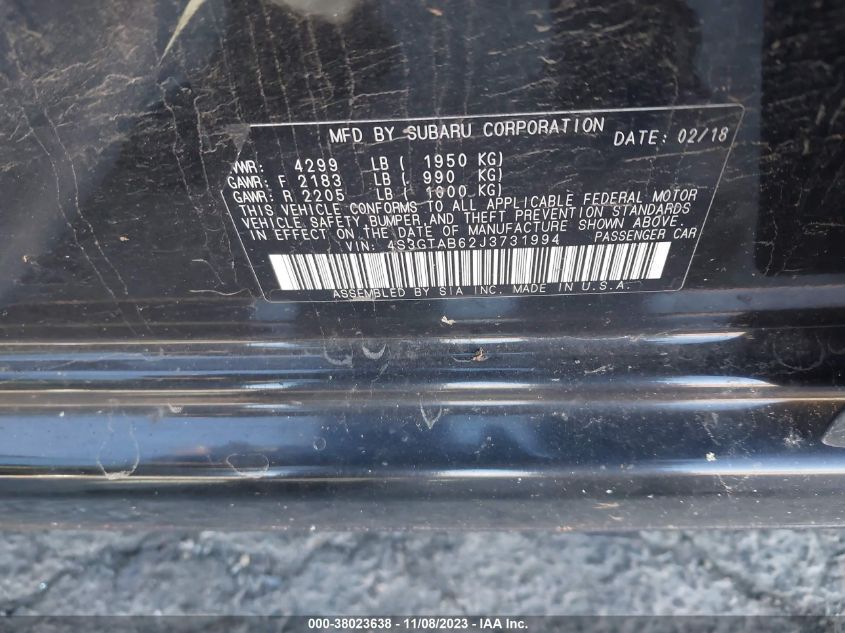 MFD BY SUBARU CORPORATION DATE: 02/18
VWR: 4299 LB ( 1950 KG)
GAWR: F 2183 LB ( 990 KG)
GAWR: R 2205 LB ( 1000 KG)
THIS VEHICLE CONFORMS TO ALL APPLICABLE FEDERAL MOTOR
VEHICLE SAFETY, BUMPER, AND THEFT PREVENTION STANDARDS
IN EFFECT ON THE DATE OF MANUFACTURE SHOWN ABOVE.
VIN: 4S3GTAB62J3731994 PASSENGER CAR
ASSEMBLED BY SIA INC. MADE IN U.S.A.
000-38023638 - 11/08/2023 - IAA Inc.